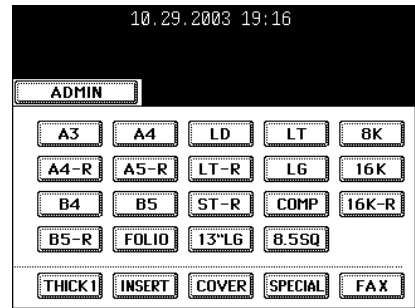 10.29.2003 19:16
ADMIN
A3 A4 LD LT 8K
A4-R A5-R LT-R LG 16K
B4 B5 ST-R COMP 16K-R
B5-R FOLIO 13"LG 8.5SQ
THICK1 INSERT COVER SPECIAL FAX